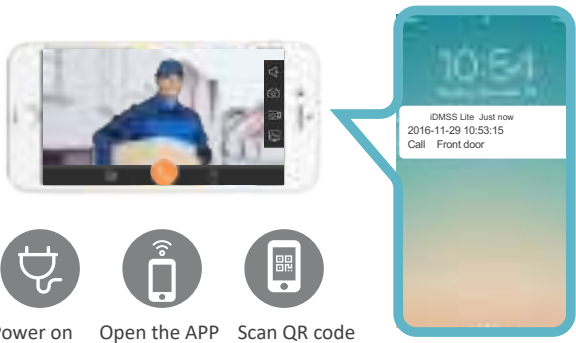 10:54
iDMSS Lite Just now
2016-11-29 10:53:15
Call Front door
Power on Open the APP Scan QR code